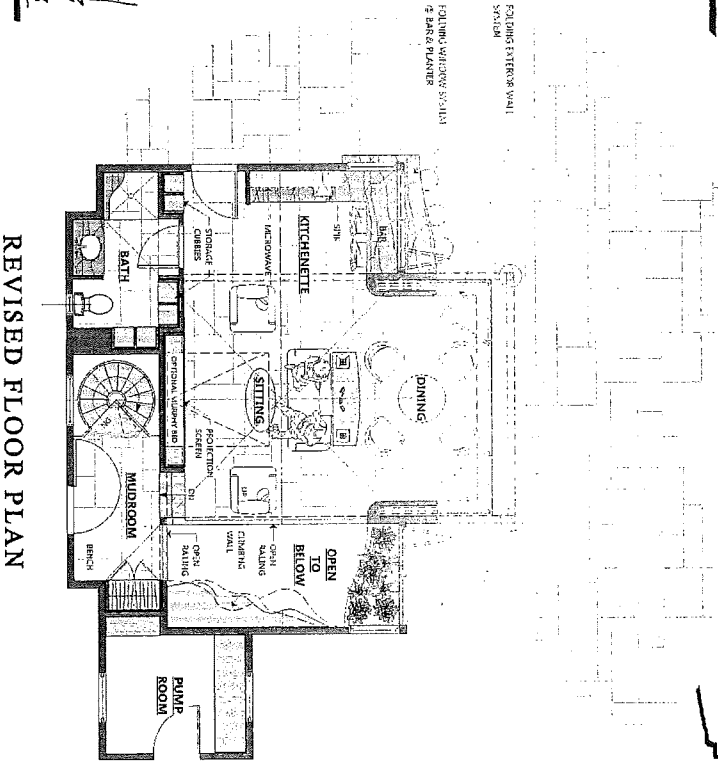 FOLDING EXTERIOR WALL
SYSTEM
FOLDING WINDOW SYSTEM
@ BAR & PLANTER
BAR
SINK
KITCHENETTE
MICROWAVE
STORAGE
CUBBIES
BATH
DINING
SITTING
OPTIONAL MURPHY BED
PROJECTION
SCREEN
UP
DN
MUDROOM
BENCH
OPEN
TO
BELOW
OPEN
RAILING
CLIMBING
WALL
OPEN
RAILING
PUMP
ROOM
REVISED FLOOR PLAN